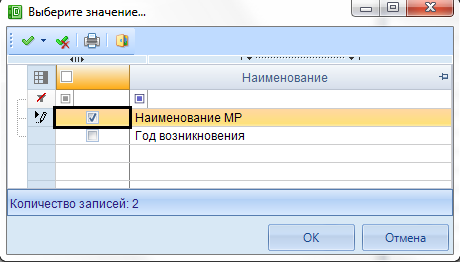 Выберите значение...
Наименование
Наименование МР
Год возникновения
Количество записей: 2
OK
Отмена